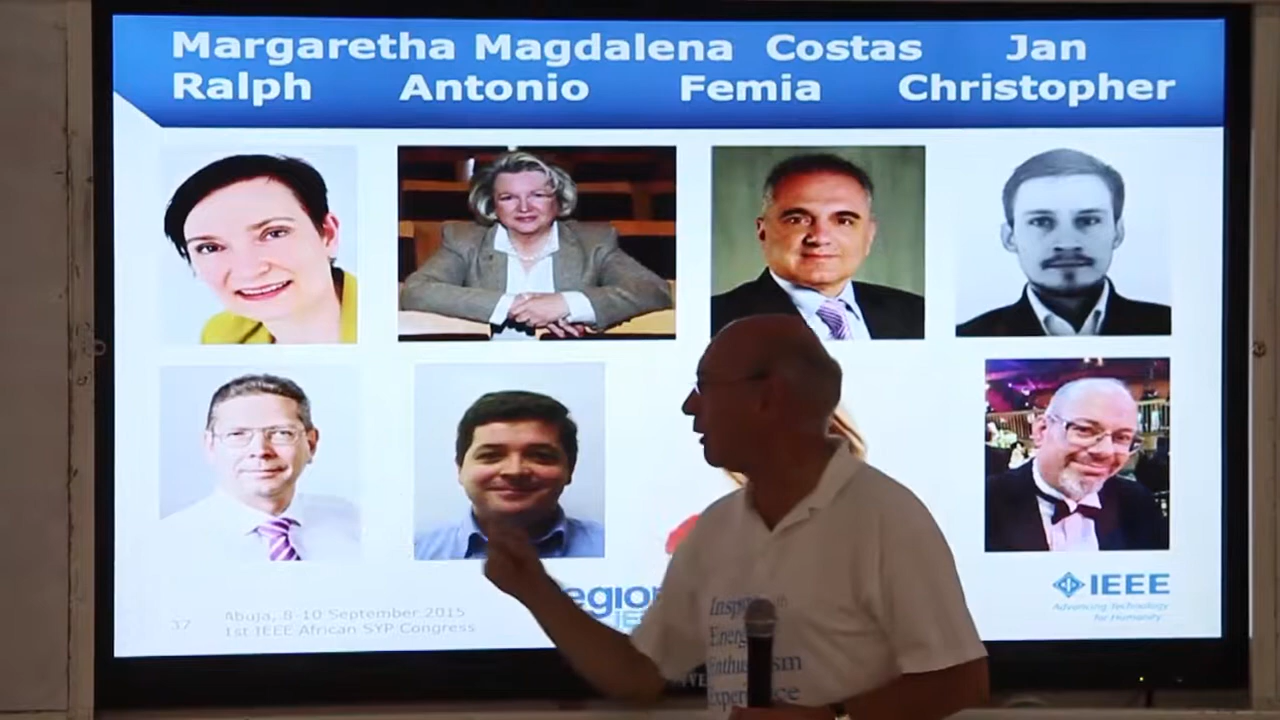 Margaretha Magdalena Costas Jan
Ralph Antonio Femia Christopher
37
Abuja, 8-10 September 2015
1st IEEE African SYP Congress
IEEE
Advancing Technology
for Humanity